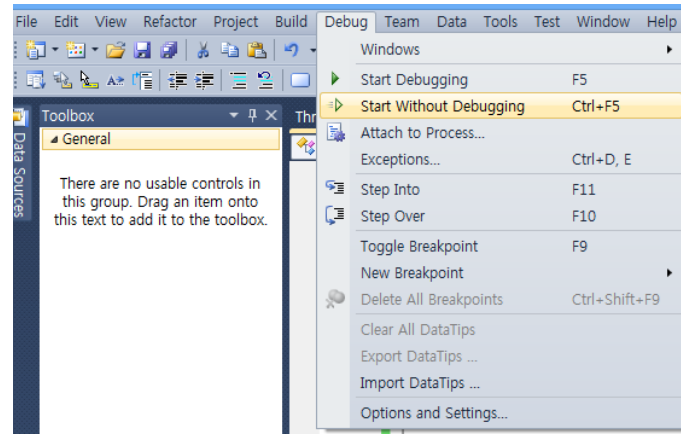 File Edit View Refactor Project Build Debug Team Data Tools Test Window Help
Windows
Start Debugging F5
Start Without Debugging Ctrl+F5
Attach to Process...
Exceptions... Ctrl+D, E
Step Into F11
Step Over F10
Toggle Breakpoint F9
New Breakpoint
Delete All Breakpoints Ctrl+Shift+F9
Clear All DataTips
Export DataTips ...
Import DataTips ...
Options and Settings...
Toolbox
General
There are no usable controls in
this group. Drag an item onto
this text to add it to the toolbox.
Data Sources
Thr